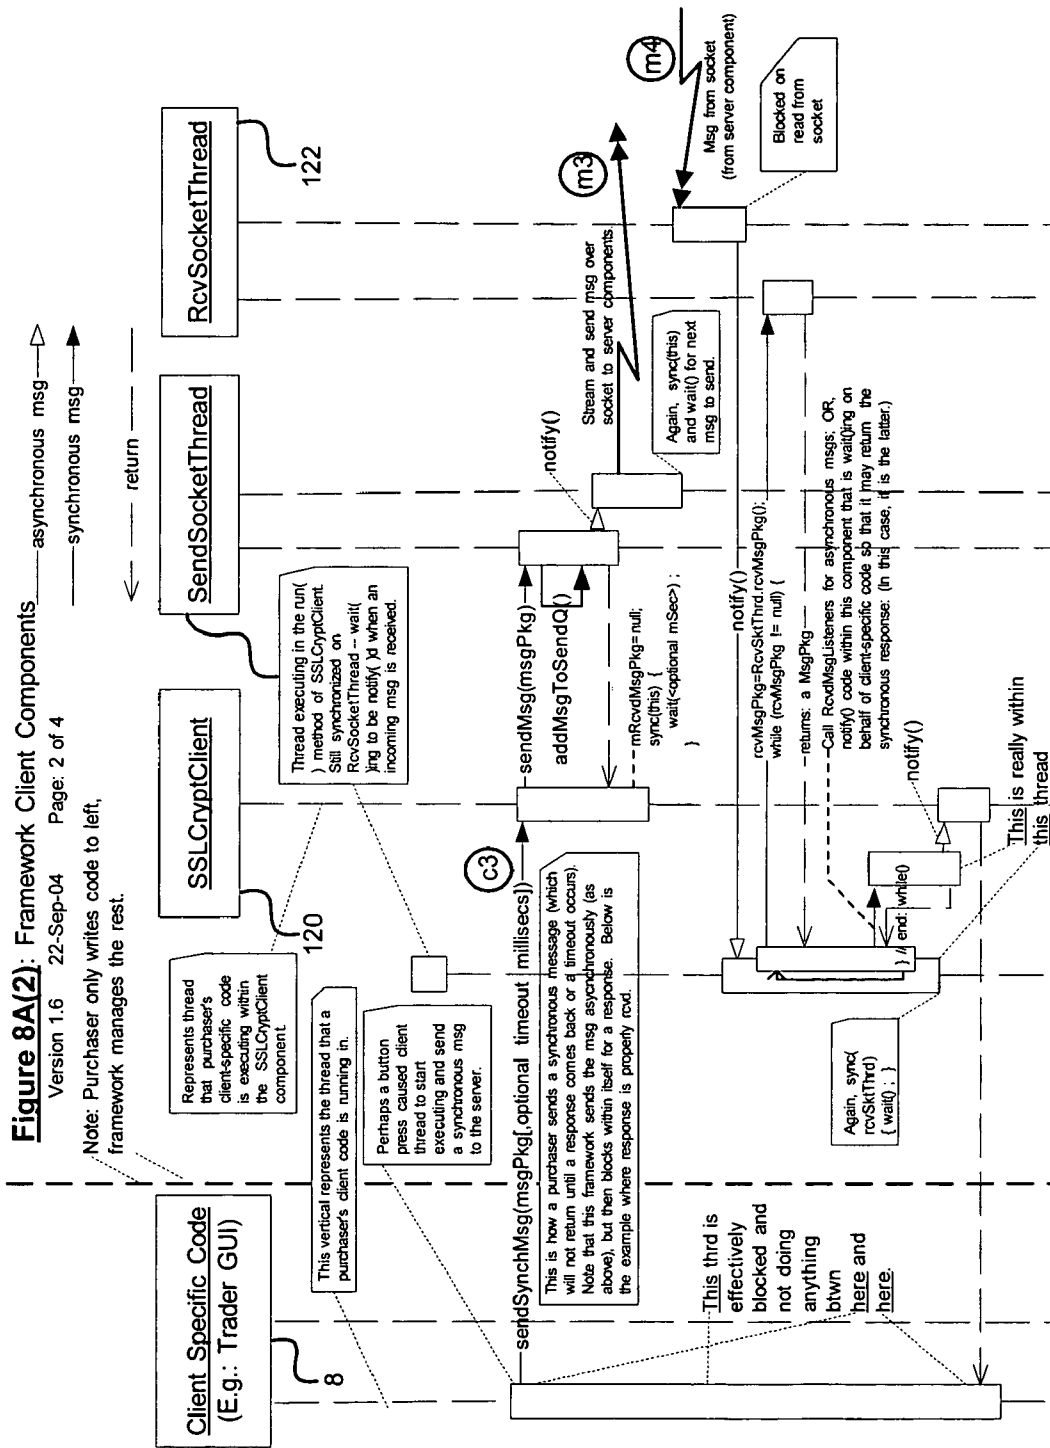 Figure 8A(2): Framework Client Components
Version 1.6 22-Sep-04 Page: 2 of 4
Note: Purchaser only writes code to left,
framework manages the rest.
asynchronous msg
synchronous msg
return
Client Specific Code
(E.g.: Trader GUI)
8
SSLCryptClient
120
SendSocketThread
RcvSocketThread
122
Represents thread
that purchaser's
client-specific code
is executing within
the SSLCryptClient
component
This vertical represents the thread that a
purchaser's client code is running in.
Thread executing in the run(
) method of SSLCryptClient.
Still synchronized on
RcvSocketThread -- wait(
)ing to be notify( )d when an
incoming msg is received.
Perhaps a button
press caused client
thread to start
executing and send
a synchronous msg
to the server.
c3
sendSynchMsg(msgPkg[,optional timeout millisecs])
This is how a purchaser sends a synchronous message (which
will not return until a response comes back or a timeout occurs).
Note that this framework sends the msg asycnchronously (as
above), but then blocks within itself for a response. Below is
the example where response is properly rcvd.
sendMsg(msgPkg)
addMsgToSendQ()
notify()
mRcvdMsgPkg= null;
sync(this) {
wait(<optional mSec>) ;
}
Stream and send msg over
socket to server components.
m3
Again, sync(this)
and wait() for next
msg to send.
m4
Msg from socket
(from server component)
Blocked on
read from
socket
notify()
rcvMsgPkg=RcvSktThrd.rcvMsgPkg();
while (rcvMsgPkg != null) {
returns: a MsgPkg
Call RcvdMsgListeners for asynchronous msgs; OR,
notify() code within this component that is wait()ing on
behalf of client-specific code so that it may return the
synchronous response: (In this case, it is the latter.)
} // end: while()
notify()
This is really within
this thread
Again, sync(
rcvSktThrd)
{ wait() ; }
This thrd is
effectively
blocked and
not doing
anything
btwn
here and
here.